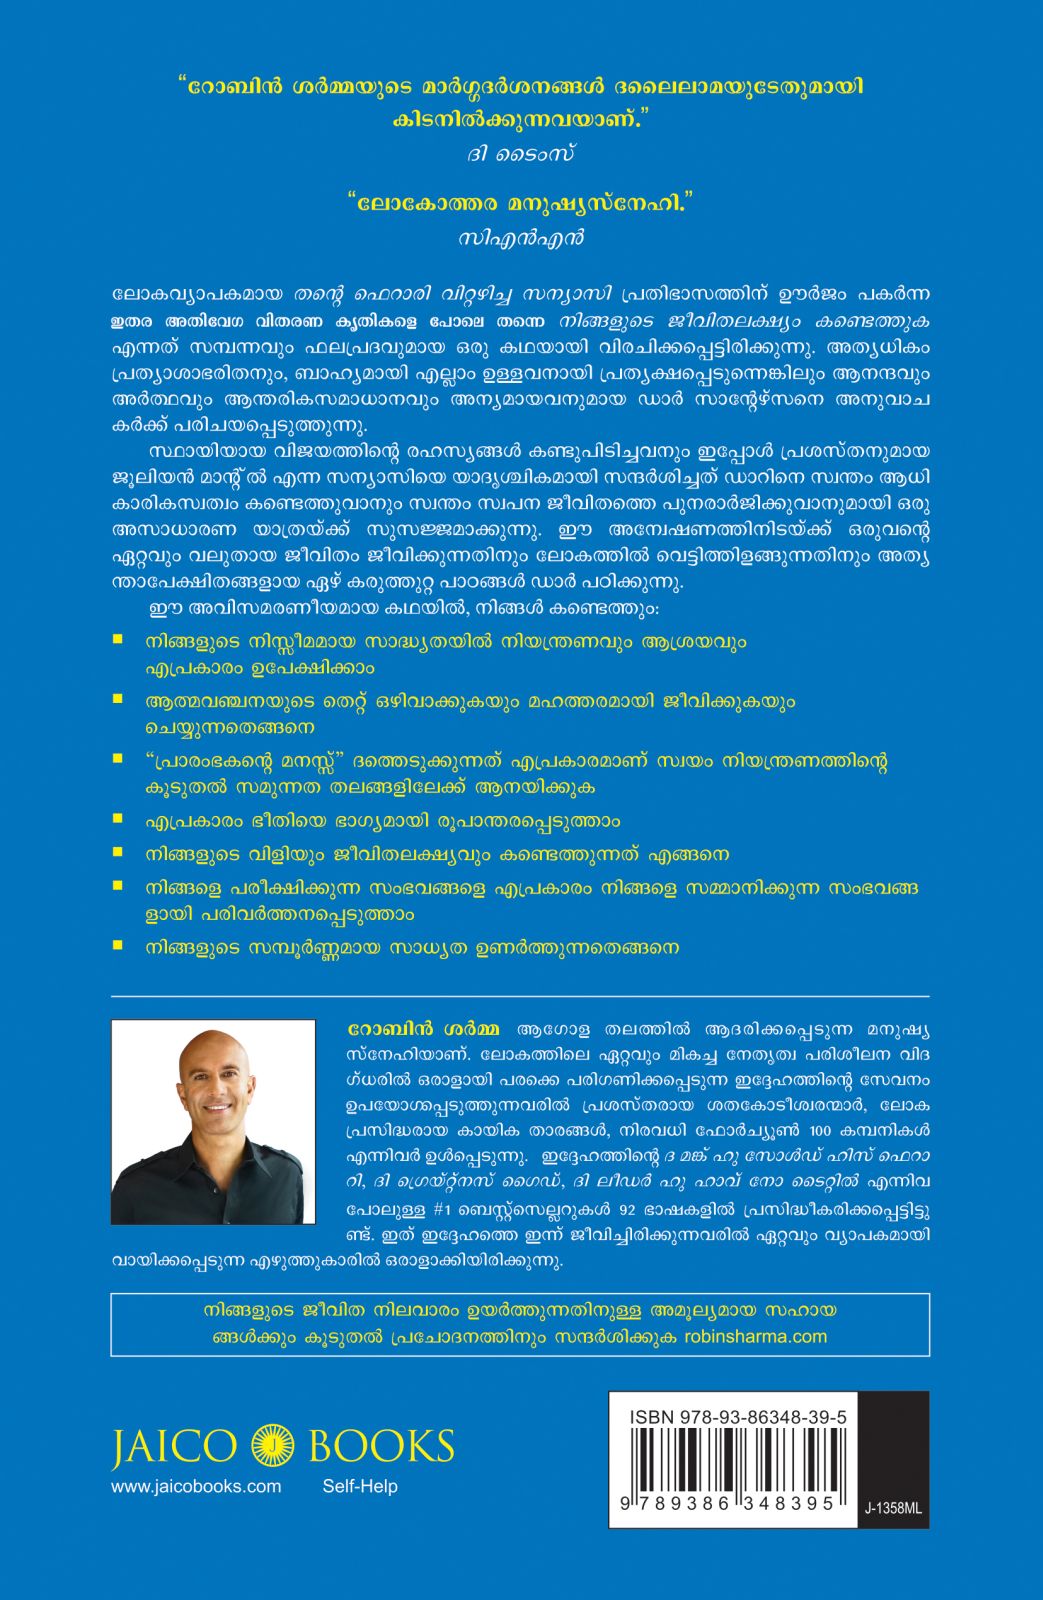 “റോബിൻ ശർമ്മയുടെ മാർഗ്ഗദർശനങ്ങൾ ദലൈലാമയുടേതുമായി
കിടനിൽക്കുന്നവയാണ്.”
ദി ടൈംസ്
“ലോകോത്തര മനുഷ്യസ്നേഹി.”
സിഎൻഎൻ
ലോകവ്യാപകമായ തന്റെ ഫെറാരി വിറ്റഴിച്ച സന്യാസി പ്രതിഭാസത്തിന് ഊർജം പകർന്ന
ഇതര അതിവേഗ വിതരണ കൃതികളെ പോലെ തന്നെ നിങ്ങളുടെ ജീവിതലക്ഷ്യം കണ്ടെത്തുക
എന്നത് സമ്പന്നവും ഫലപ്രദവുമായ ഒരു കഥയായി വിരചിക്കപ്പെട്ടിരിക്കുന്നു. അത്യധികം
പ്രത്യാശാഭരിതനും, ബാഹ്യമായി എല്ലാം ഉള്ളവനായി പ്രത്യക്ഷപ്പെടുന്നെങ്കിലും ആനന്ദവും
അർത്ഥവും ആന്തരികസമാധാനവും അന്യമായവനുമായ ഡാർ സാന്റേഴ്സനെ അനുവാച
കർക്ക് പരിചയപ്പെടുത്തുന്നു.
സ്ഥായിയായ വിജയത്തിന്റെ രഹസ്യങ്ങൾ കണ്ടുപിടിച്ചവനും ഇപ്പോൾ പ്രശസ്തനുമായ
ജൂലിയൻ മാന്റ്ൽ എന്ന സന്യാസിയെ യാദൃശ്ചികമായി സന്ദർശിച്ചത് ഡാറിനെ സ്വന്തം ആധി
കാരികസ്വത്വം കണ്ടെത്തുവാനും സ്വന്തം സ്വപന ജീവിതത്തെ പുനരാർജിക്കുവാനുമായി ഒരു
അസാധാരണ യാത്രയ്ക്ക് സുസജ്ജമാക്കുന്നു. ഈ അന്വേഷണത്തിനിടയ്ക്ക് ഒരുവന്റെ
ഏറ്റവും വലുതായ ജീവിതം ജീവിക്കുന്നതിനും ലോകത്തിൽ വെട്ടിത്തിളങ്ങുന്നതിനും അത്യ
ന്താപേക്ഷിതങ്ങളായ ഏഴ് കരുത്തുറ്റ പാഠങ്ങൾ ഡാർ പഠിക്കുന്നു.
ഈ അവിസമരണീയമായ കഥയിൽ, നിങ്ങൾ കണ്ടെത്തും:
▪ നിങ്ങളുടെ നിസ്സീമമായ സാദ്ധ്യതയിൽ നിയന്ത്രണവും ആശ്രയവും
എപ്രകാരം ഉപേക്ഷിക്കാം
▪ ആത്മവഞ്ചനയുടെ തെറ്റ് ഒഴിവാക്കുകയും മഹത്തരമായി ജീവിക്കുകയും
ചെയ്യുന്നതെങ്ങനെ
▪ “പ്രാരംഭകന്റെ മനസ്സ്” ദത്തെടുക്കുന്നത് എപ്രകാരമാണ് സ്വയം നിയന്ത്രണത്തിന്റെ
കൂടുതൽ സമുന്നത തലങ്ങളിലേക്ക് ആനയിക്കുക
▪ എപ്രകാരം ഭീതിയെ ഭാഗ്യമായി രൂപാന്തരപ്പെടുത്താം
▪ നിങ്ങളുടെ വിളിയും ജീവിതലക്ഷ്യവും കണ്ടെത്തുന്നത് എങ്ങനെ
▪ നിങ്ങളെ പരീക്ഷിക്കുന്ന സംഭവങ്ങളെ എപ്രകാരം നിങ്ങളെ സമ്മാനിക്കുന്ന സംഭവങ്ങ
ളായി പരിവർത്തനപ്പെടുത്താം
▪ നിങ്ങളുടെ സമ്പൂർണ്ണമായ സാധ്യത ഉണർത്തുന്നതെങ്ങനെ
റോബിൻ ശർമ്മ ആഗോള തലത്തിൽ ആദരിക്കപ്പെടുന്ന മനുഷ്യ
സ്നേഹിയാണ്. ലോകത്തിലെ ഏറ്റവും മികച്ച നേതൃത്വ പരിശീലന വിദ
ഗ്ധരിൽ ഒരാളായി പരക്കെ പരിഗണിക്കപ്പെടുന്ന ഇദ്ദേഹത്തിന്റെ സേവനം
ഉപയോഗപ്പെടുത്തുന്നവരിൽ പ്രശസ്തരായ ശതകോടീശ്വരന്മാർ, ലോക
പ്രസിദ്ധരായ കായിക താരങ്ങൾ, നിരവധി ഫോർച്യൂൺ 100 കമ്പനികൾ
എന്നിവർ ഉൾപ്പെടുന്നു. ഇദ്ദേഹത്തിന്റെ ദ മങ്ക് ഹു സോൾഡ് ഹിസ് ഫെറാ
റി, ദി ഗ്രെയ്റ്റ്നസ് ഗൈഡ്, ദി ലീഡർ ഹു ഹാവ് നോ ടൈറ്റിൽ എന്നിവ
പോലുള്ള #1 ബെസ്റ്റ്സെല്ലറുകൾ 92 ഭാഷകളിൽ പ്രസിദ്ധീകരിക്കപ്പെട്ടിട്ടു
ണ്ട്. ഇത് ഇദ്ദേഹത്തെ ഇന്ന് ജീവിച്ചിരിക്കുന്നവരിൽ ഏറ്റവും വ്യാപകമായി
വായിക്കപ്പെടുന്ന എഴുത്തുകാരിൽ ഒരാളാക്കിയിരിക്കുന്നു.
നിങ്ങളുടെ ജീവിത നിലവാരം ഉയർത്തുന്നതിനുള്ള അമൂല്യമായ സഹായ
ങ്ങൾക്കും കൂടുതൽ പ്രചോദനത്തിനും സന്ദർശിക്കുക robinsharma.com
ISBN 978-93-86348-39-5
JAICO J BOOKS
www.jaicobooks.com Self-Help
9 789386 348395
J-1358ML